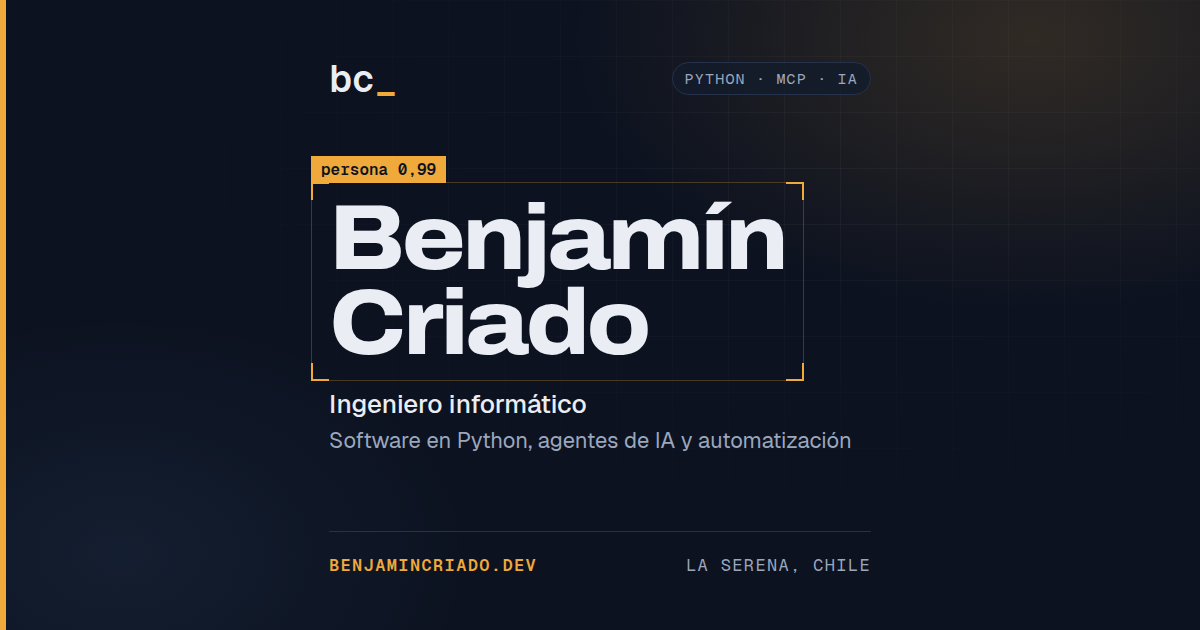 bc_
PYTHON · MCP · IA
persona 0,99
Benjamín
Criado
Ingeniero informático
Software en Python, agentes de IA y automatización
BENJAMINCRIADO.DEV
LA SERENA, CHILE